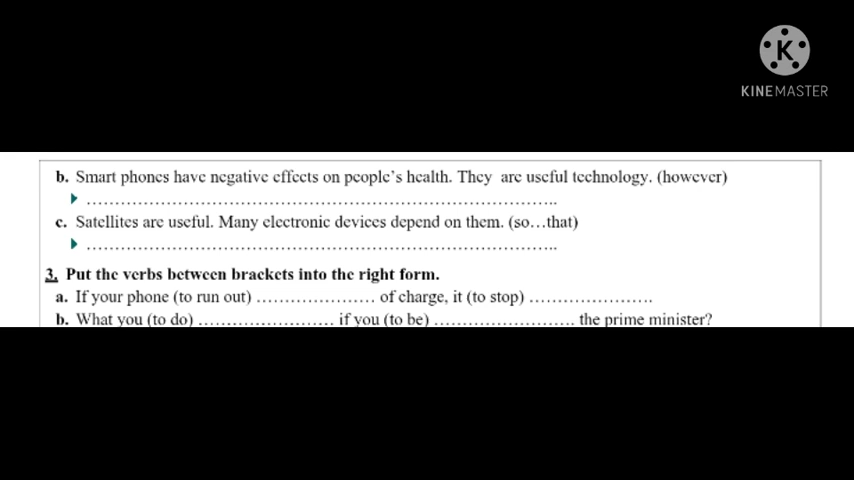 K
KINEMASTER
b. Smart phones have negative effects on people's health. They are useful technology. (however)
▶ ................................................................................
c. Satellites are useful. Many electronic devices depend on them. (so…that)
▶ ................................................................................
3. Put the verbs between brackets into the right form.
a. If your phone (to run out) ..................... of charge, it (to stop) ......................
b. What you (to do) ........................ if you (to be) ......................... the prime minister?